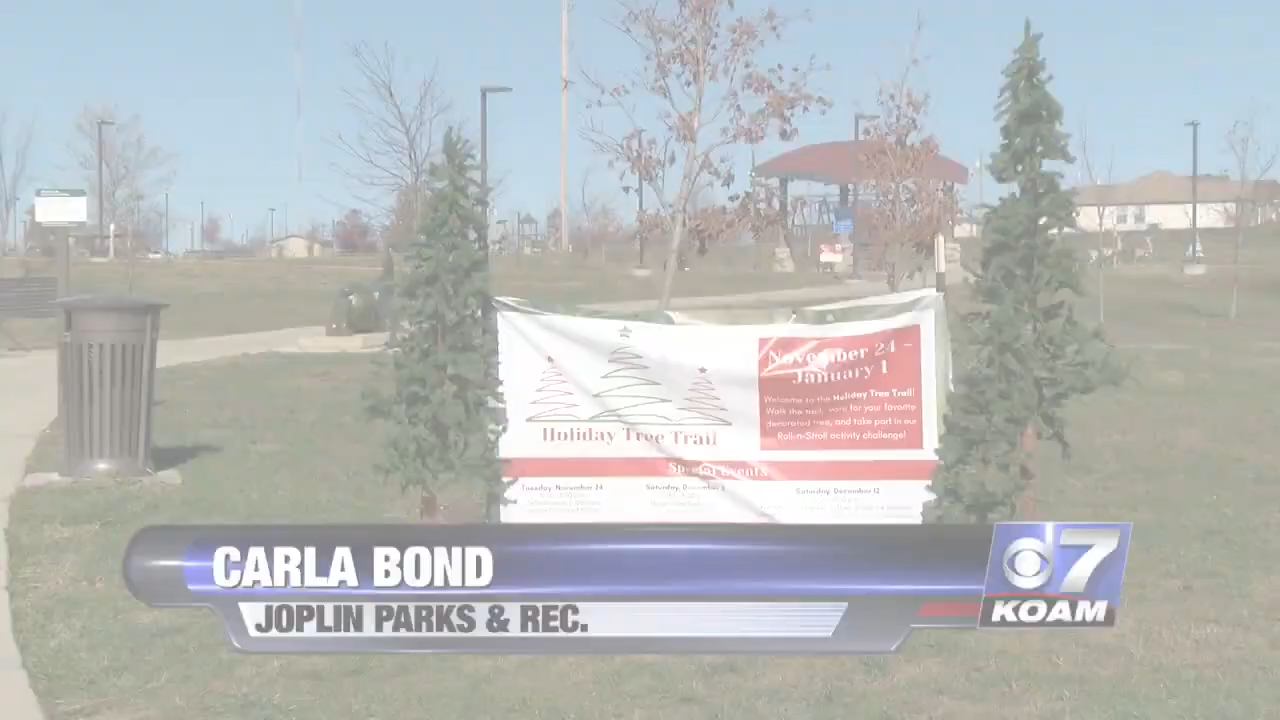 November 24 –
January 1
Welcome to the Holiday Tree Trail!
Walk the trail, vote for your favorite
decorated tree, and take part in our
Roll-n-Stroll activity challenge!
Holiday Tree Trail
Special Events
Tuesday, November 24
Saturday, December 5
Saturday, December 12
CARLA BOND
JOPLIN PARKS & REC.
7
KOAM